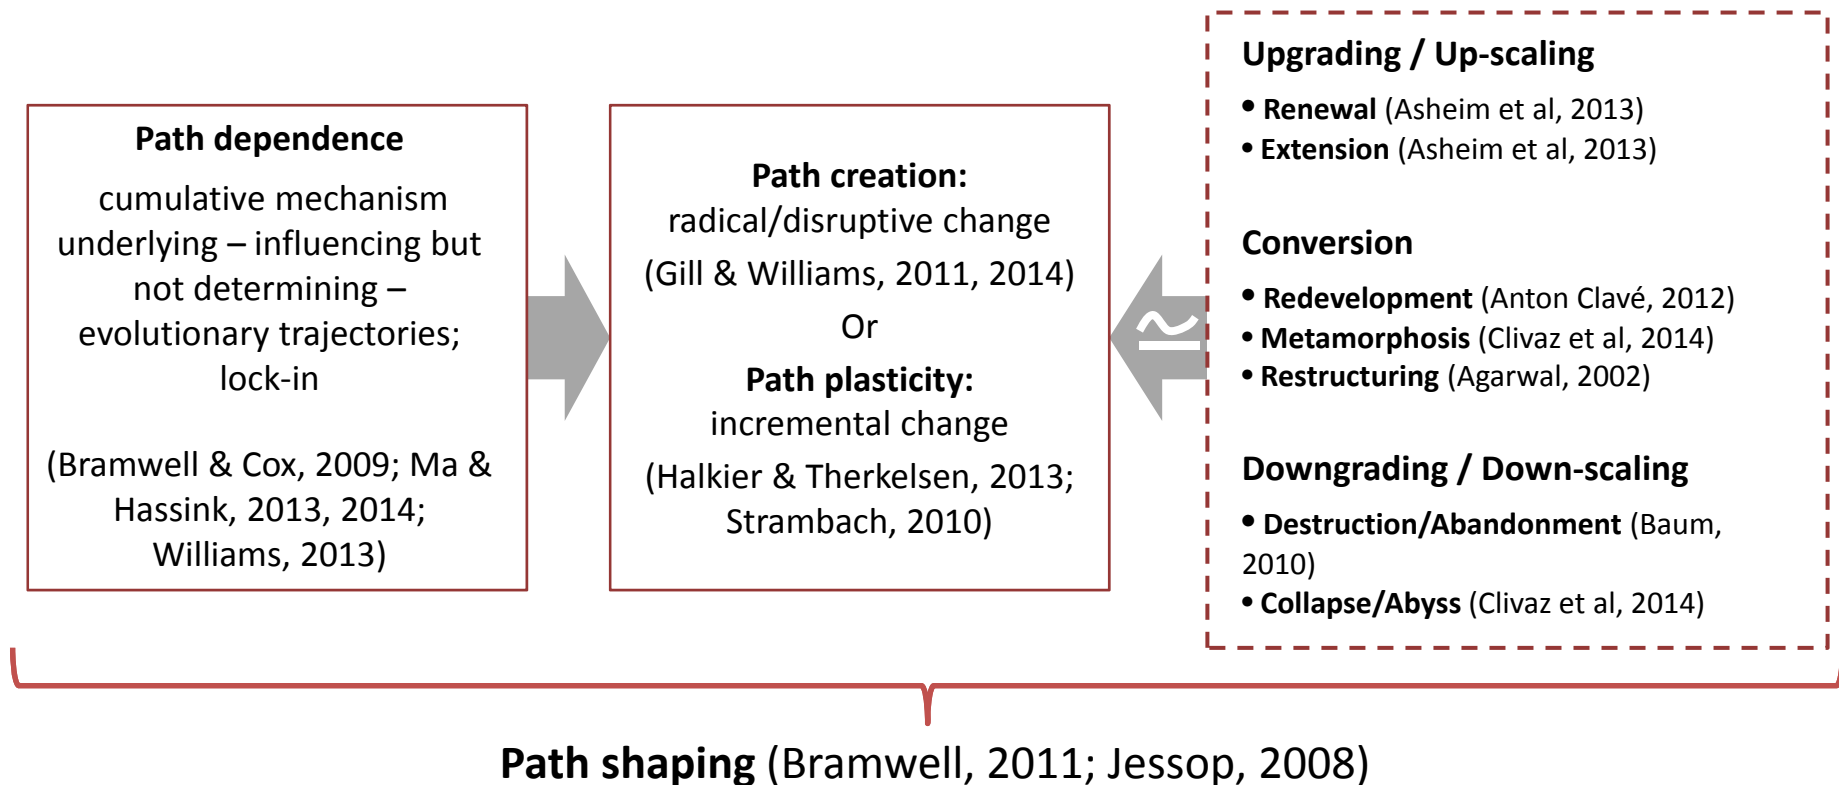 Path dependence
cumulative mechanism
underlying – influencing but
not determining –
evolutionary trajectories;
lock-in
(Bramwell & Cox, 2009; Ma &
Hassink, 2013, 2014;
Williams, 2013)
Path creation:
radical/disruptive change
(Gill & Williams, 2011, 2014)
Or
Path plasticity:
incremental change
(Halkier & Therkelsen, 2013;
Strambach, 2010)
Upgrading / Up-scaling
• Renewal (Asheim et al, 2013)
• Extension (Asheim et al, 2013)
Conversion
• Redevelopment (Anton Clavé, 2012)
• Metamorphosis (Clivaz et al, 2014)
• Restructuring (Agarwal, 2002)
Downgrading / Down-scaling
• Destruction/Abandonment (Baum,
2010)
• Collapse/Abyss (Clivaz et al, 2014)
Path shaping (Bramwell, 2011; Jessop, 2008)